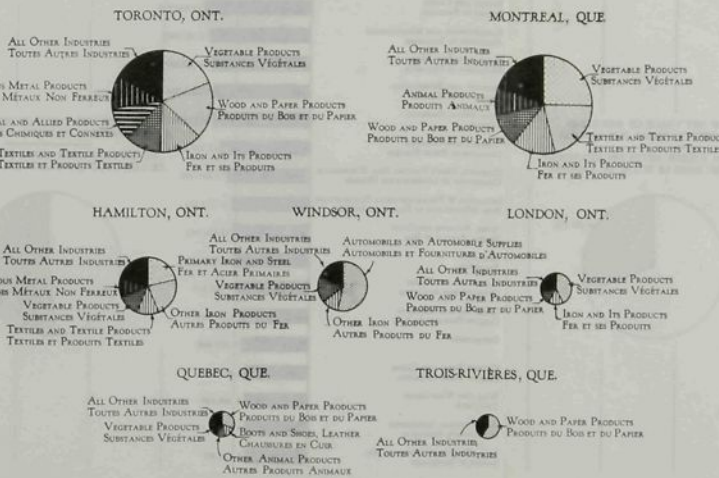 TORONTO, ONT.
All Other Industries
Toutes Autres Industries
Vegetable Products
Substances Végétales
Metal Products
Métaux Non Ferreux
Wood and Paper Products
Produits du Bois et du Papier
and Allied Products
Chimiques et Connexes
Textiles and Textile Products
Textiles et Produits Textiles
Iron and Its Products
Fer et ses Produits
MONTREAL, QUE.
All Other Industries
Toutes Autres Industries
Vegetable Products
Substances Végétales
Animal Products
Produits Animaux
Wood and Paper Products
Produits du Bois et du Papier
Textiles and Textile
Textiles et Produits
Iron and Its Products
Fer et ses Produits
HAMILTON, ONT.
All Other Industries
Toutes Autres Industries
Primary Iron and Steel
Fer et Acier Primaires
Metal Products
Métaux Non Ferreux
Vegetable Products
Substances Végétales
Textiles and Textile Products
Textiles et Produits Textiles
Other Iron Products
Autres Produits du Fer
WINDSOR, ONT.
All Other Industries
Toutes Autres Industries
Automobiles and Automobile Supplies
Automobiles et Fournitures d'Automobiles
Vegetable Products
Substances Végétales
Other Iron Products
Autres Produits du Fer
LONDON, ONT.
All Other Industries
Toutes Autres Industries
Vegetable Products
Substances Végétales
Wood and Paper Products
Produits du Bois et du Papier
Iron and Its Products
Fer et ses Produits
QUEBEC, QUE.
All Other Industries
Toutes Autres Industries
Wood and Paper Products
Produits du Bois et du Papier
Vegetable Products
Substances Végétales
Boots and Shoes, Leather
Chaussures en Cuir
Other Animal Products
Autres Produits Animaux
TROIS-RIVIÈRES, QUE.
Wood and Paper Products
Produits du Bois et du Papier
All Other Industries
Toutes Autres Industries